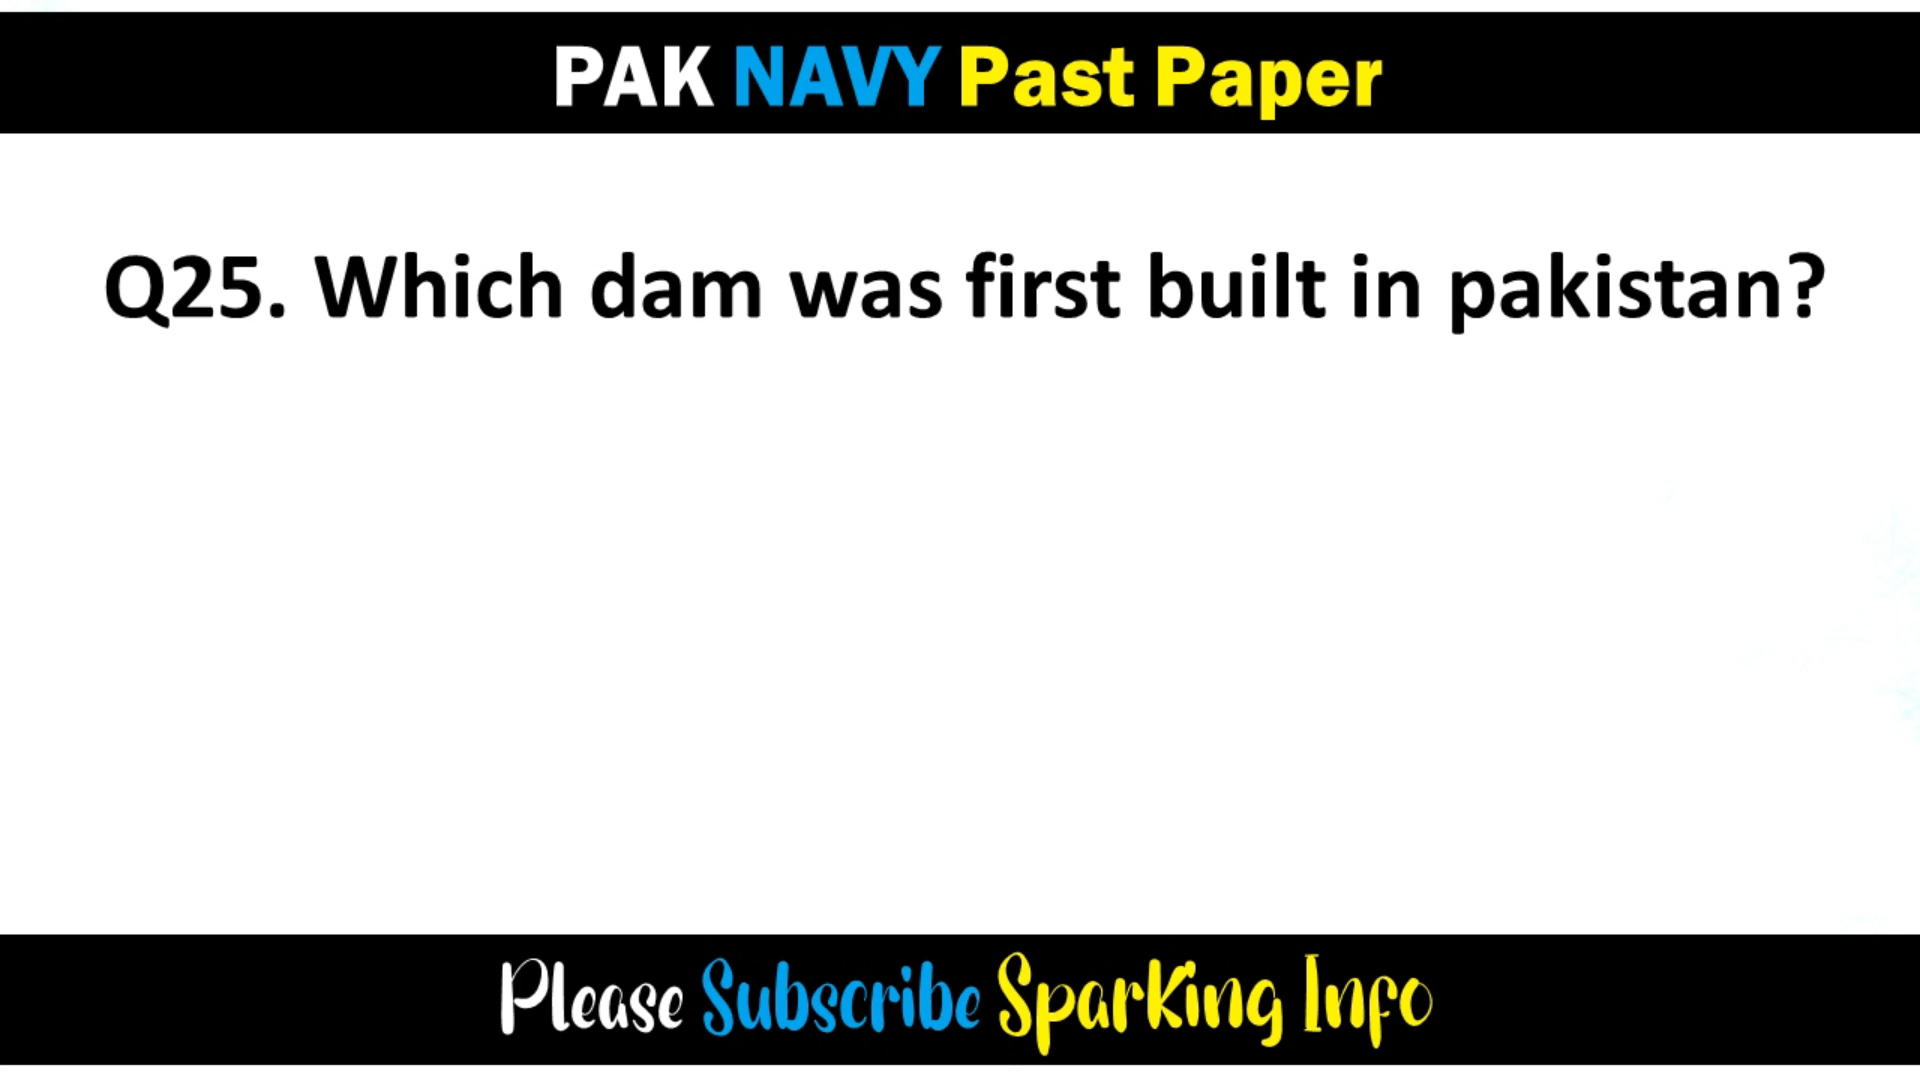 PAK NAVY Past Paper
Q25. Which dam was first built in pakistan?
Please Subscribe Sparking Info